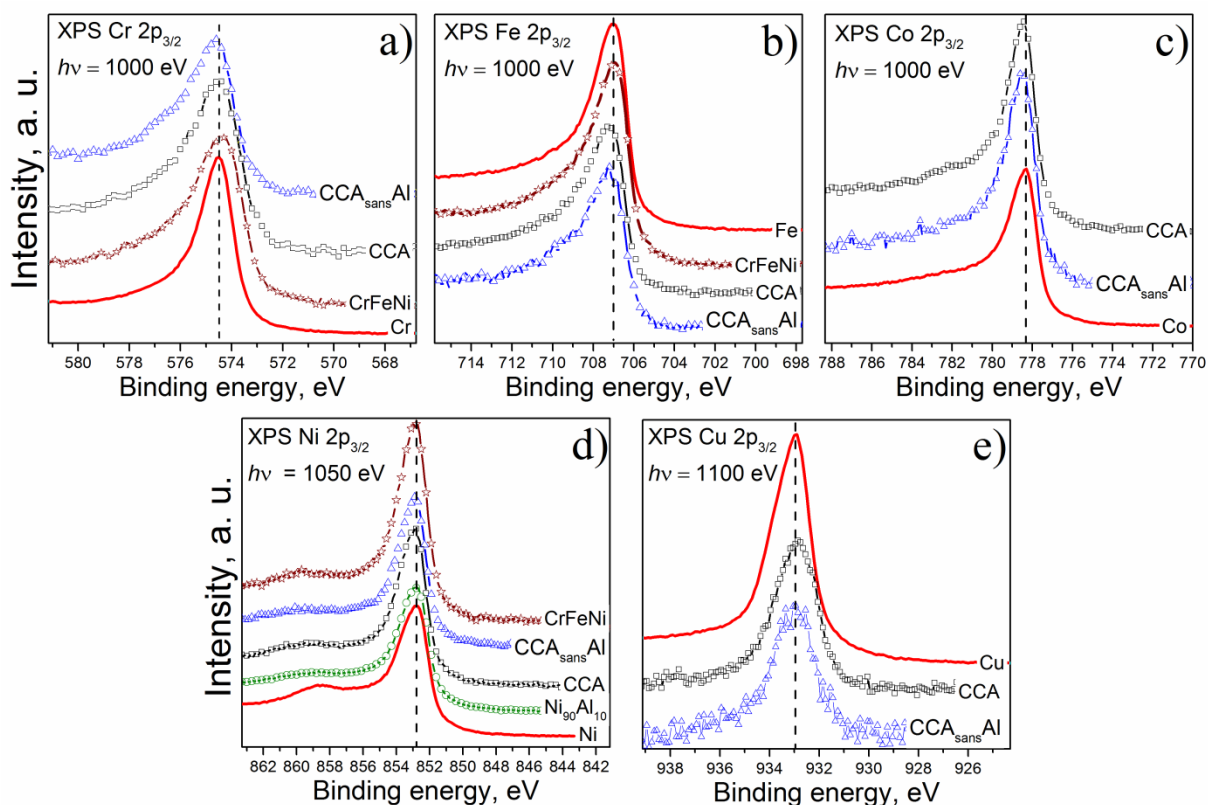 XPS Cr 2p3/2
hν = 1000 eV
a)
CCAsansAl
CCA
CrFeNi
Cr
580 578 576 574 572 570 568
Binding energy, eV
Intensity, a. u.
XPS Fe 2p3/2
hν = 1000 eV
b)
Fe
CrFeNi
CCA
CCAsansAl
714 712 710 708 706 704 702 700 698
Binding energy, eV
XPS Co 2p3/2
hν = 1000 eV
c)
CCA
CCAsansAl
Co
788 786 784 782 780 778 776 774 772 770
Binding energy, eV
XPS Ni 2p3/2
hν = 1050 eV
d)
CrFeNi
CCAsansAl
CCA
Ni90Al10
Ni
862 860 858 856 854 852 850 848 846 844 842
Binding energy, eV
Intensity, a. u.
XPS Cu 2p3/2
hν = 1100 eV
e)
Cu
CCA
CCAsansAl
938 936 934 932 930 928 926
Binding energy, eV